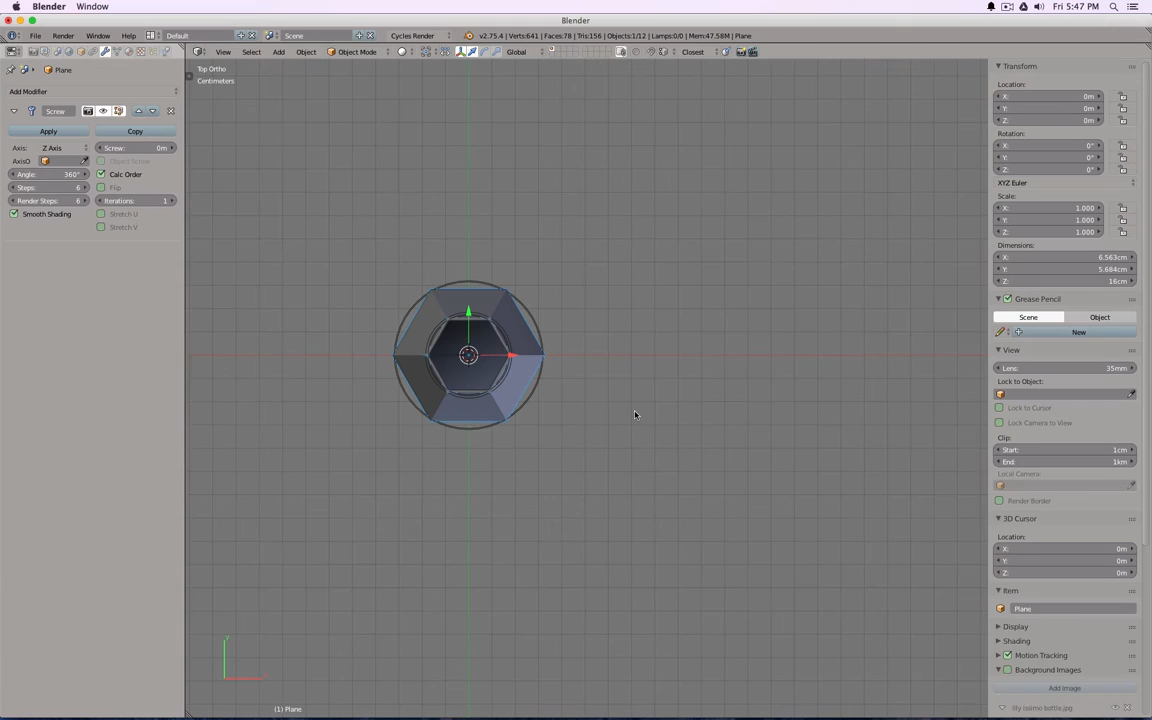 Blender Window Fri 5:47 PM
Blender
File Render Window Help Default Scene Cycles Render v2.75.4 | Verts:641 | Faces:78 | Tris:156 | Objects:1/12 | Lamps:0/0 | Mem:47.58M | Plane
View Select Add Object Object Mode Global Closest
Plane
Add Modifier
Screw
Apply Copy
Axis: Z Axis Screw: 0m
AxisO Object Screw
Angle: 360° Calc Order
Steps: 6 Flip
Render Steps: 6 Iterations: 1
Smooth Shading Stretch U
Stretch V
Top Ortho
Centimeters
(1) Plane
Transform
Location:
X: 0m
Y: 0m
Z: 0m
Rotation:
X: 0°
Y: 0°
Z: 0°
XYZ Euler
Scale:
X: 1.000
Y: 1.000
Z: 1.000
Dimensions:
X: 6.563cm
Y: 5.684cm
Z: 16cm
Grease Pencil
Scene Object
New
View
Lens: 35mm
Lock to Object:
Lock to Cursor
Lock Camera to View
Clip:
Start: 1cm
End: 1km
Local Camera:
Render Border
3D Cursor
Location:
X: 0m
Y: 0m
Z: 0m
Item
Plane
Display
Shading
Motion Tracking
Background Images
Add Image